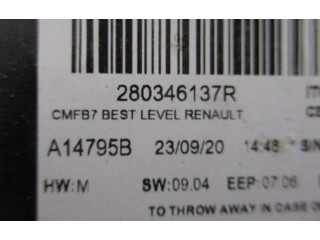 280346137R
CMFB7 BEST LEVEL RENAULT
A14795B 23/09/20 14:48 S/N
HW:M SW:09.04 EEP:07.06
TO THROW AWAY IN CASE OF